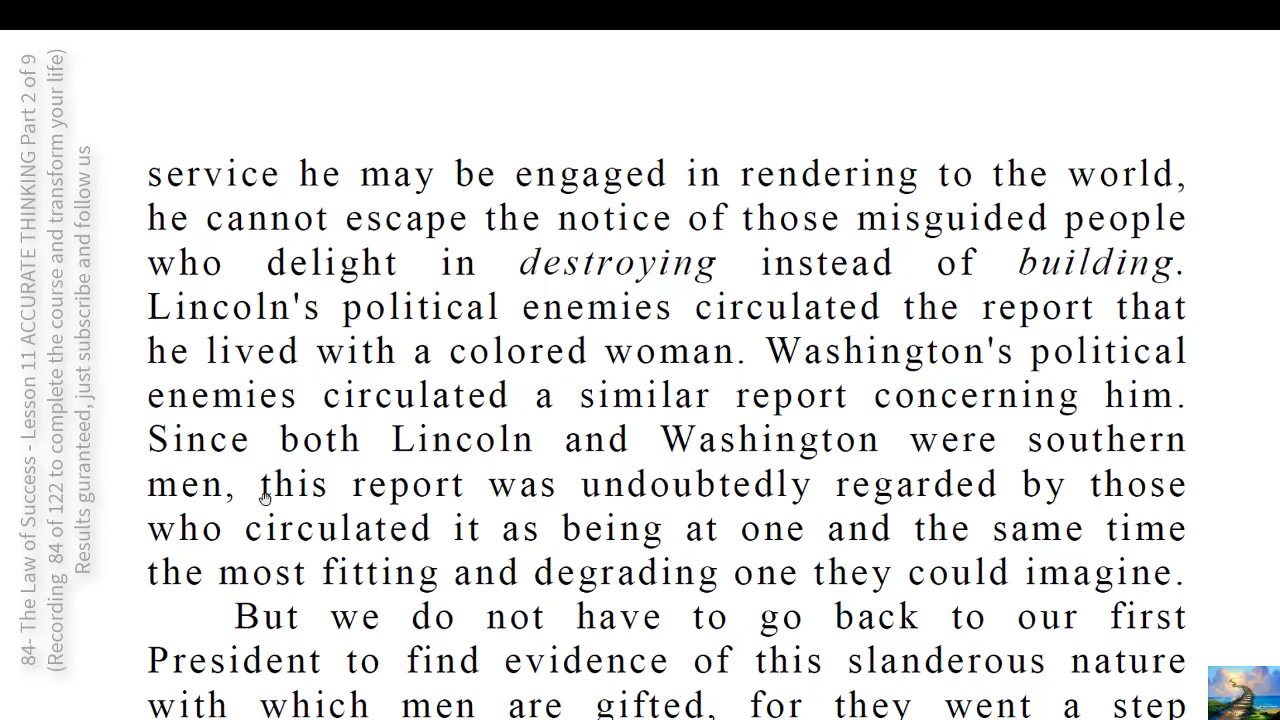 84- The Law of Success - Lesson 11 ACCURATE THINKING Part 2 of 9
(Recording 84 of 122 to complete the course and transform your life)
Results guranteed, just subscribe and follow us
service he may be engaged in rendering to the world,
he cannot escape the notice of those misguided people
who delight in destroying instead of building.
Lincoln's political enemies circulated the report that
he lived with a colored woman. Washington's political
enemies circulated a similar report concerning him.
Since both Lincoln and Washington were southern
men, this report was undoubtedly regarded by those
who circulated it as being at one and the same time
the most fitting and degrading one they could imagine.
But we do not have to go back to our first
President to find evidence of this slanderous nature
with which men are gifted, for they went a step